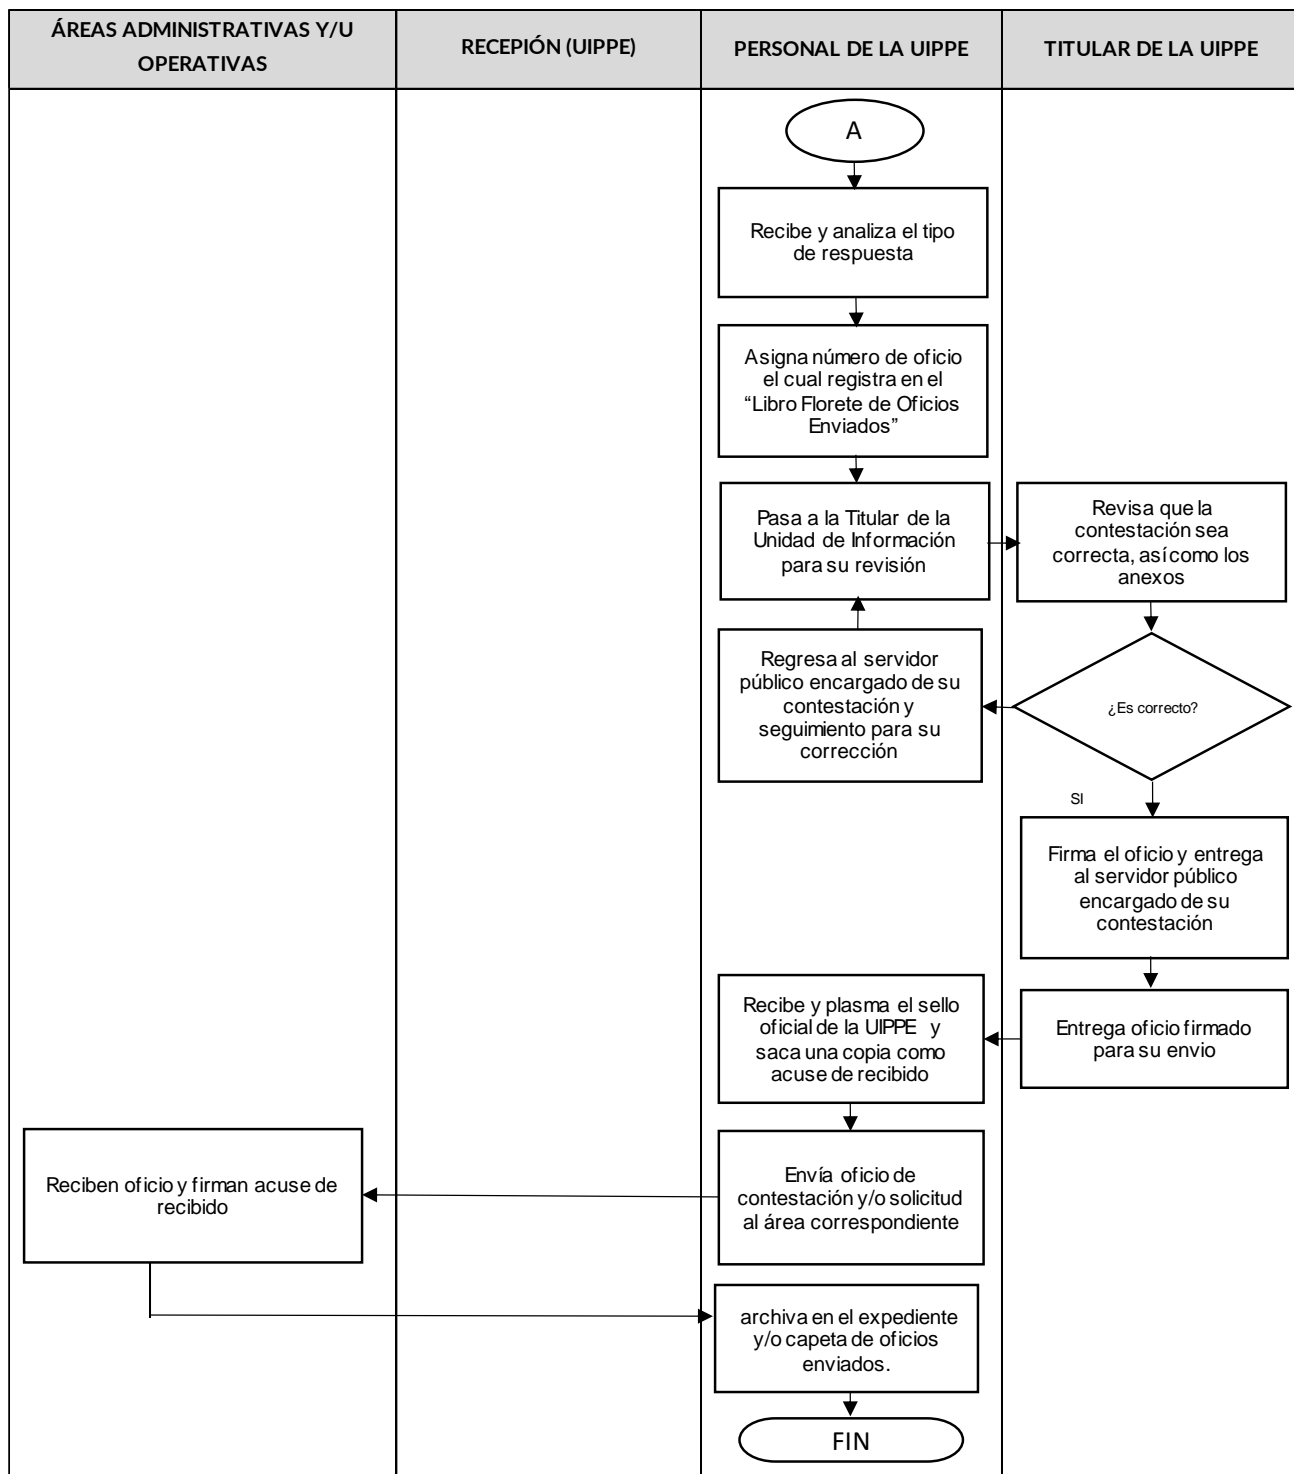 ÁREAS ADMINISTRATIVAS Y/U
OPERATIVAS
RECEPIÓN (UIPPE)
PERSONAL DE LA UIPPE
TITULAR DE LA UIPPE
A
Recibe y analiza el tipo
de respuesta
Asigna número de oficio
el cual registra en el
“Libro Florete de Oficios
Enviados”
Pasa a la Titular de la
Unidad de Información
para su revisión
Revisa que la
contestación sea
correcta, así como los
anexos
Regresa al servidor
público encargado de su
contestación y
seguimiento para su
corrección
¿Es correcto?
SI
Firma el oficio y entrega
al servidor público
encargado de su
contestación
Recibe y plasma el sello
oficial de la UIPPE y
saca una copia como
acuse de recibido
Entrega oficio firmado
para su envio
Reciben oficio y firman acuse de
recibido
Envía oficio de
contestación y/o solicitud
al área correspondiente
archiva en el expediente
y/o capeta de oficios
enviados.
FIN